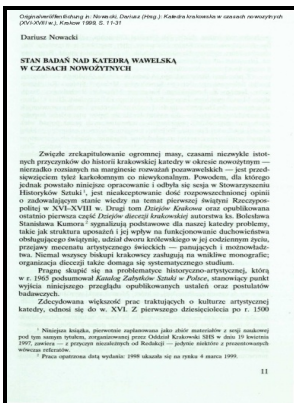 Originalveröffentlichung in: Nowacki, Dariusz (Hrsg.): Katedra krakowska w czasach nowożytnych
(XVI-XVIII w.), Kraków 1999, S. 11-31
Dariusz Nowacki
STAN BADAŃ NAD KATEDRĄ WAWELSKĄ
W CZASACH NOWOŻYTNYCH
Zwięzłe zrekapitulowanie ogromnej masy, czasami niezwykle istot-
nych przyczynków do historii krakowskiej katedry w okresie nowożytnym —
nierzadko rozsianych na marginesie rozważań pozawawelskich — jest przed-
sięwzięciem tyleż karkołomnym co niewykonalnym. Powodem, dla którego
jednak powstało niniejsze opracowanie i odbyła się sesja w Stowarzyszeniu
Historyków Sztuki¹, jest nieakceptowanie dość rozpowszechnionej opinii
o zadowalającym stanie wiedzy na temat pierwszej świątyni Rzeczypos-
politej w XVI–XVIII w. Drugi tom Dziejów Krakowa oraz opublikowana
ostatnio pierwsza część Dziejów diecezji krakowskiej autorstwa ks. Bolesława
Stanisława Kumora² sygnalizują podstawowe dla naszej katedry problemy,
takie jak struktura uposażeń i jej wpływ na funkcjonowanie duchowieństwa
obsługującego świątynię, udział dworu królewskiego w jej codziennym życiu,
przejawy mecenatu artystycznego świeckich — panujących i możnowładz-
twa. Niemal wszyscy biskupi krakowscy zasługują na wnikliwe monografie;
organizacja diecezji także domaga się systematycznego studium.
Pragnę skupić się na problematyce historyczno-artystycznej, którą
w r. 1965 podsumował Katalog Zabytków Sztuki w Polsce, stanowiący punkt
wyjścia niniejszego przeglądu opublikowanych ustaleń oraz postulatów
badawczych.
Zdecydowana większość prac traktujących o kulturze artystycznej
katedry, odnosi się do w. XVI. Z pierwszego dziesięciolecia po r. 1500
¹ Niniejsza książka, pierwotnie zaplanowana jako zbiór materiałów z sesji naukowej
pod tym samym tytułem, zorganizowanej przez Oddział Krakowski SHS w dniu 19 kwietnia
1997, zawiera — z przyczyn niezależnych od Redakcji — jedynie niektóre z prezentowanych
wówczas referatów.
² Praca opatrzona datą wydania: 1998 ukazała się na rynku 4 marca 1999.
11